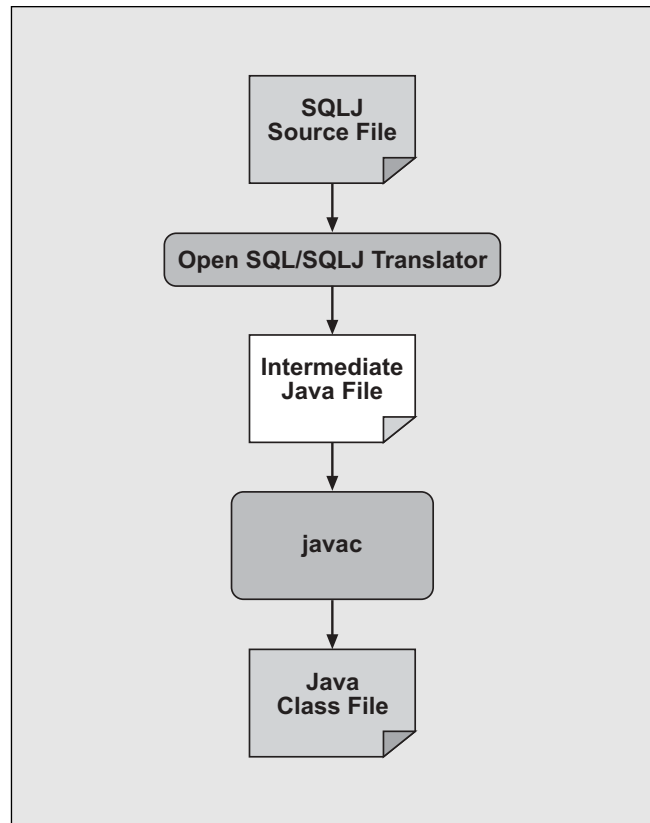 SQLJ
Source File
Open SQL/SQLJ Translator
Intermediate
Java File
javac
Java
Class File